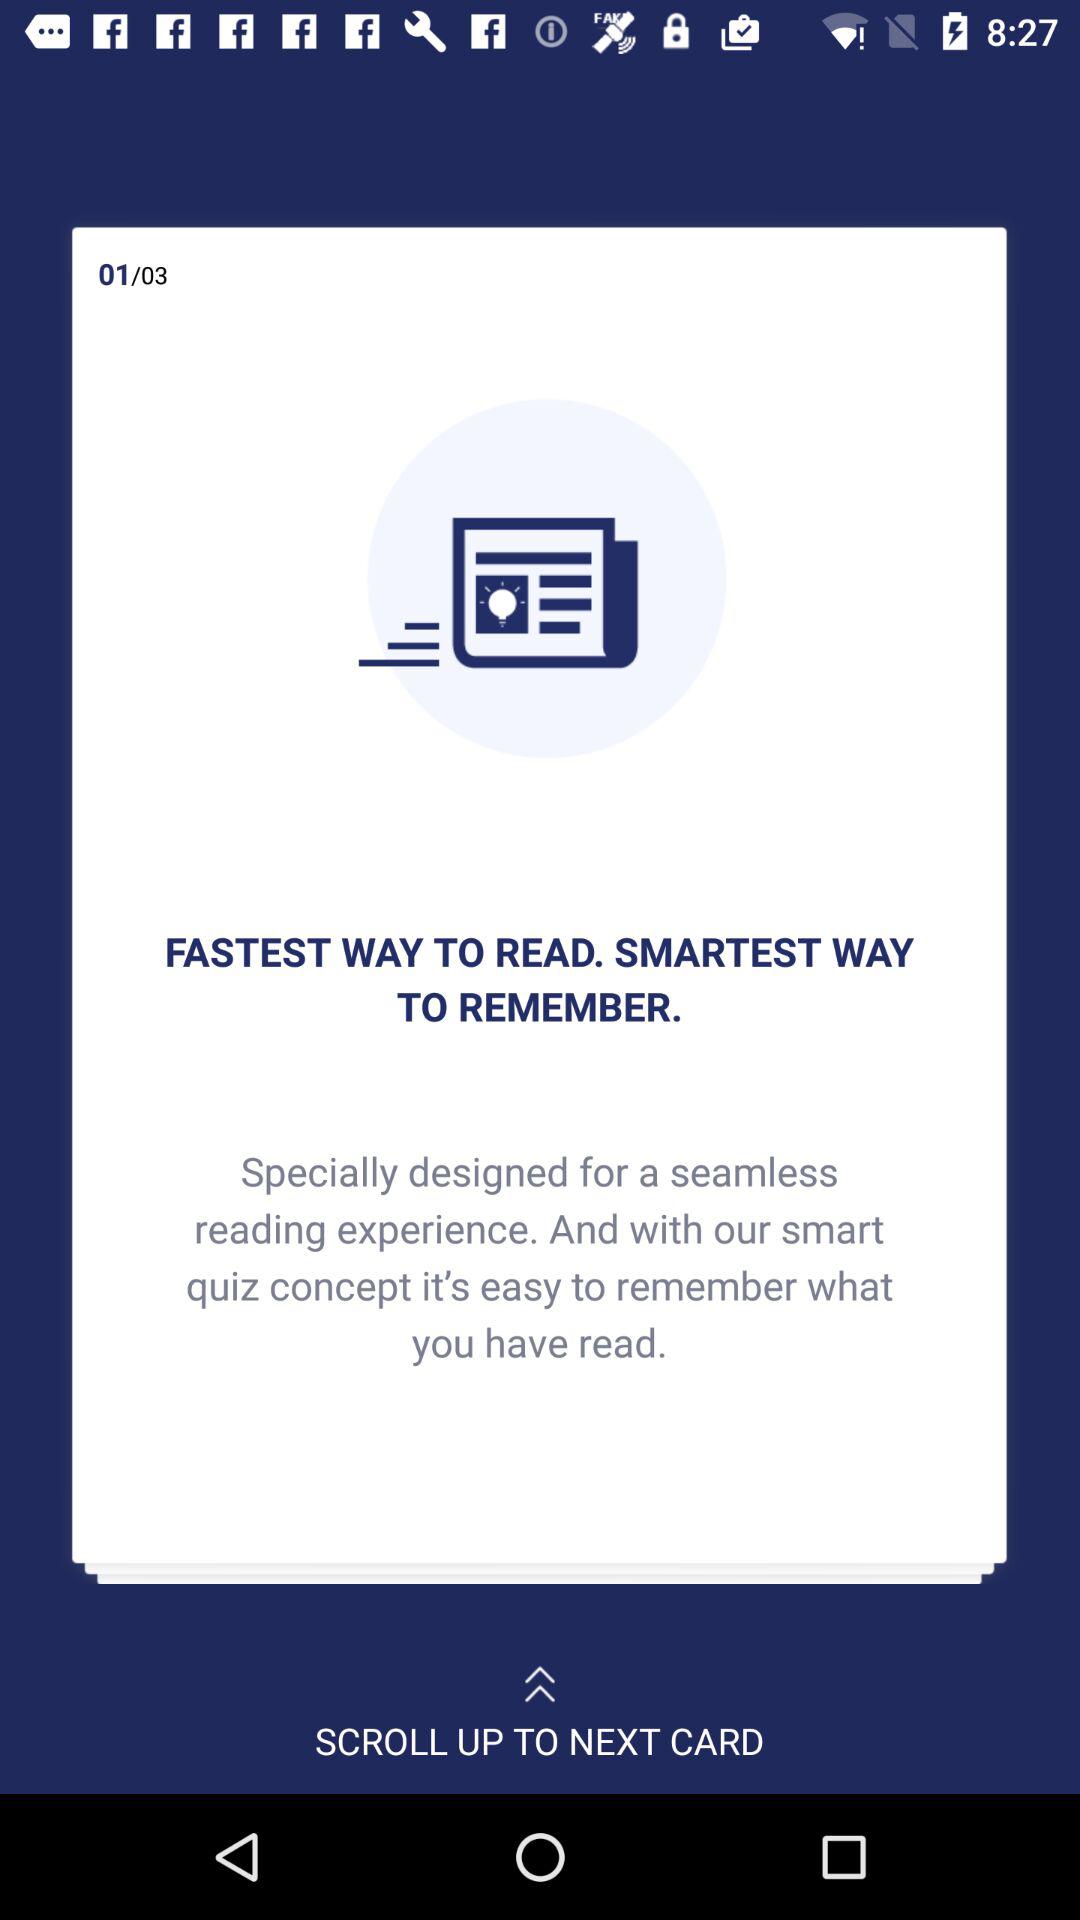 FAKE 8:27
01/03
FASTEST WAY TO READ. SMARTEST WAY
TO REMEMBER.
Specially designed for a seamless
reading experience. And with our smart
quiz concept it’s easy to remember what
you have read.
SCROLL UP TO NEXT CARD